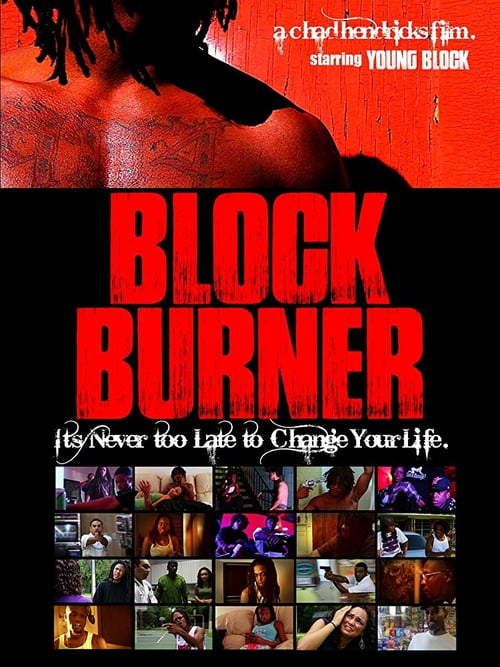 a chad hendricks film.
starring YOUNG BLOCK
BLOCK
BURNER
Its Never too Late to Change Your Life.